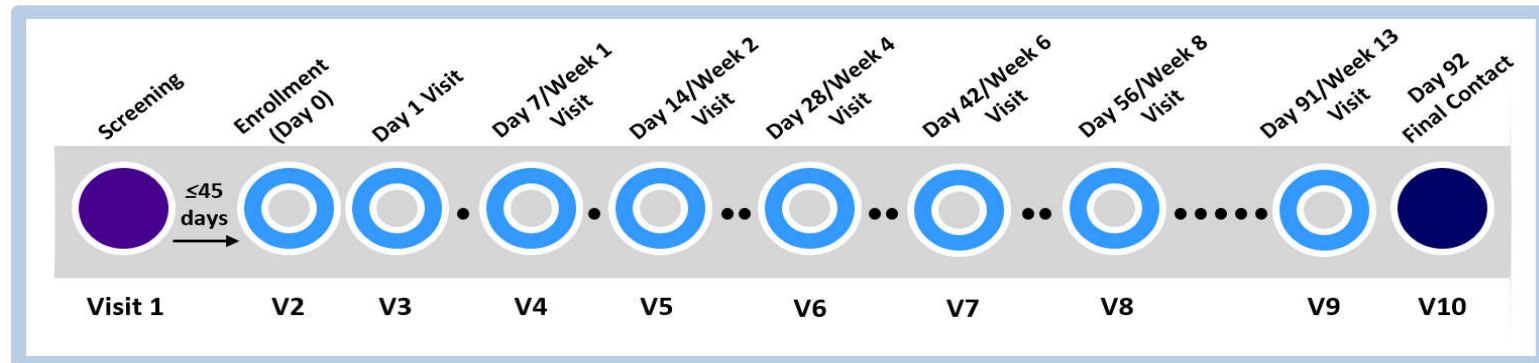 Screening
Enrollment
(Day 0)
Day 1 Visit
Day 7/Week 1
Visit
Day 14/Week 2
Visit
Day 28/Week 4
Visit
Day 42/Week 6
Visit
Day 56/Week 8
Visit
Day 91/Week 13
Visit
Day 92
Final Contact
≤45
days
Visit 1
V2
V3
V4
V5
V6
V7
V8
V9
V10